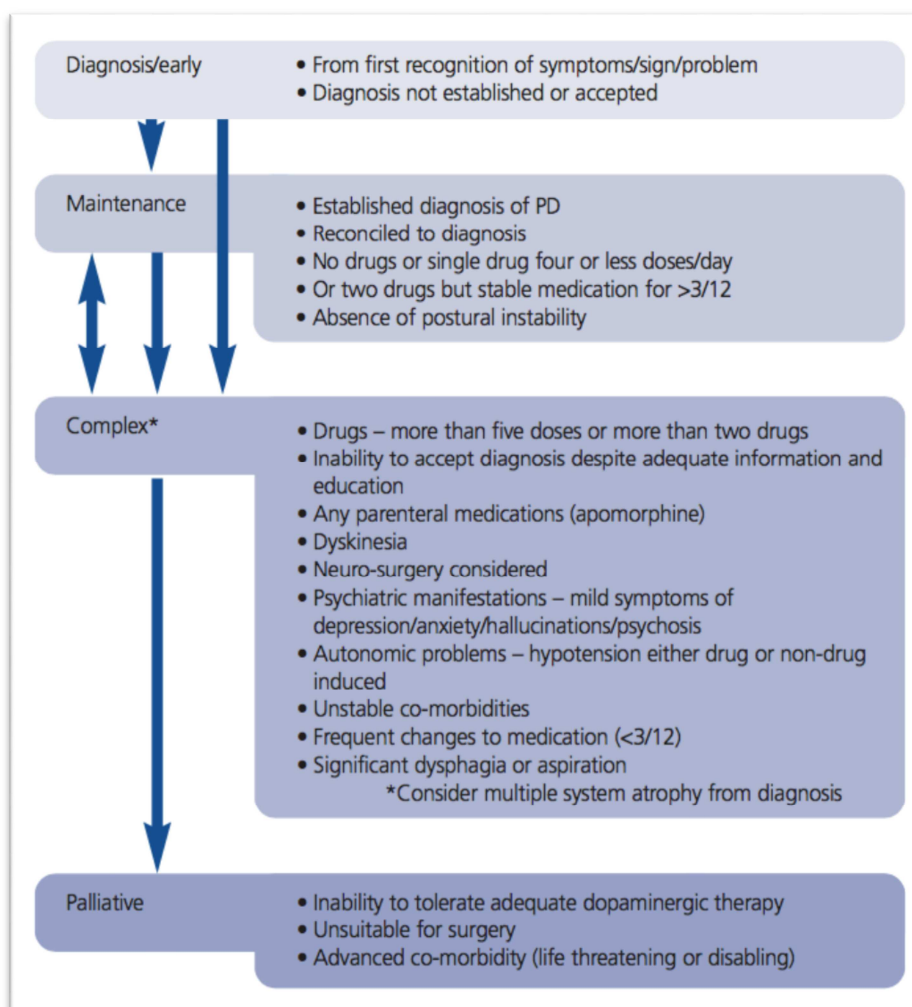 Diagnosis/early
• From first recognition of symptoms/sign/problem
• Diagnosis not established or accepted
Maintenance
• Established diagnosis of PD
• Reconciled to diagnosis
• No drugs or single drug four or less doses/day
• Or two drugs but stable medication for >3/12
• Absence of postural instability
Complex*
• Drugs – more than five doses or more than two drugs
• Inability to accept diagnosis despite adequate information and
education
• Any parenteral medications (apomorphine)
• Dyskinesia
• Neuro-surgery considered
• Psychiatric manifestations – mild symptoms of
depression/anxiety/hallucinations/psychosis
• Autonomic problems – hypotension either drug or non-drug
induced
• Unstable co-morbidities
• Frequent changes to medication (<3/12)
• Significant dysphagia or aspiration
*Consider multiple system atrophy from diagnosis
Palliative
• Inability to tolerate adequate dopaminergic therapy
• Unsuitable for surgery
• Advanced co-morbidity (life threatening or disabling)